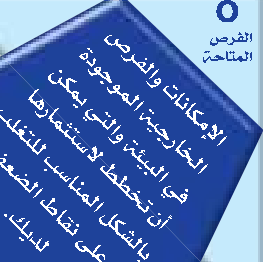 O
الفرص
المتاحة
الإمكانات والفرص
الخارجية الموجودة
في البيئة والتي يمكن
أن تخطط لاستثمارها
بالشكل المناسب للتغلب
على نقاط الضعف
لديك.